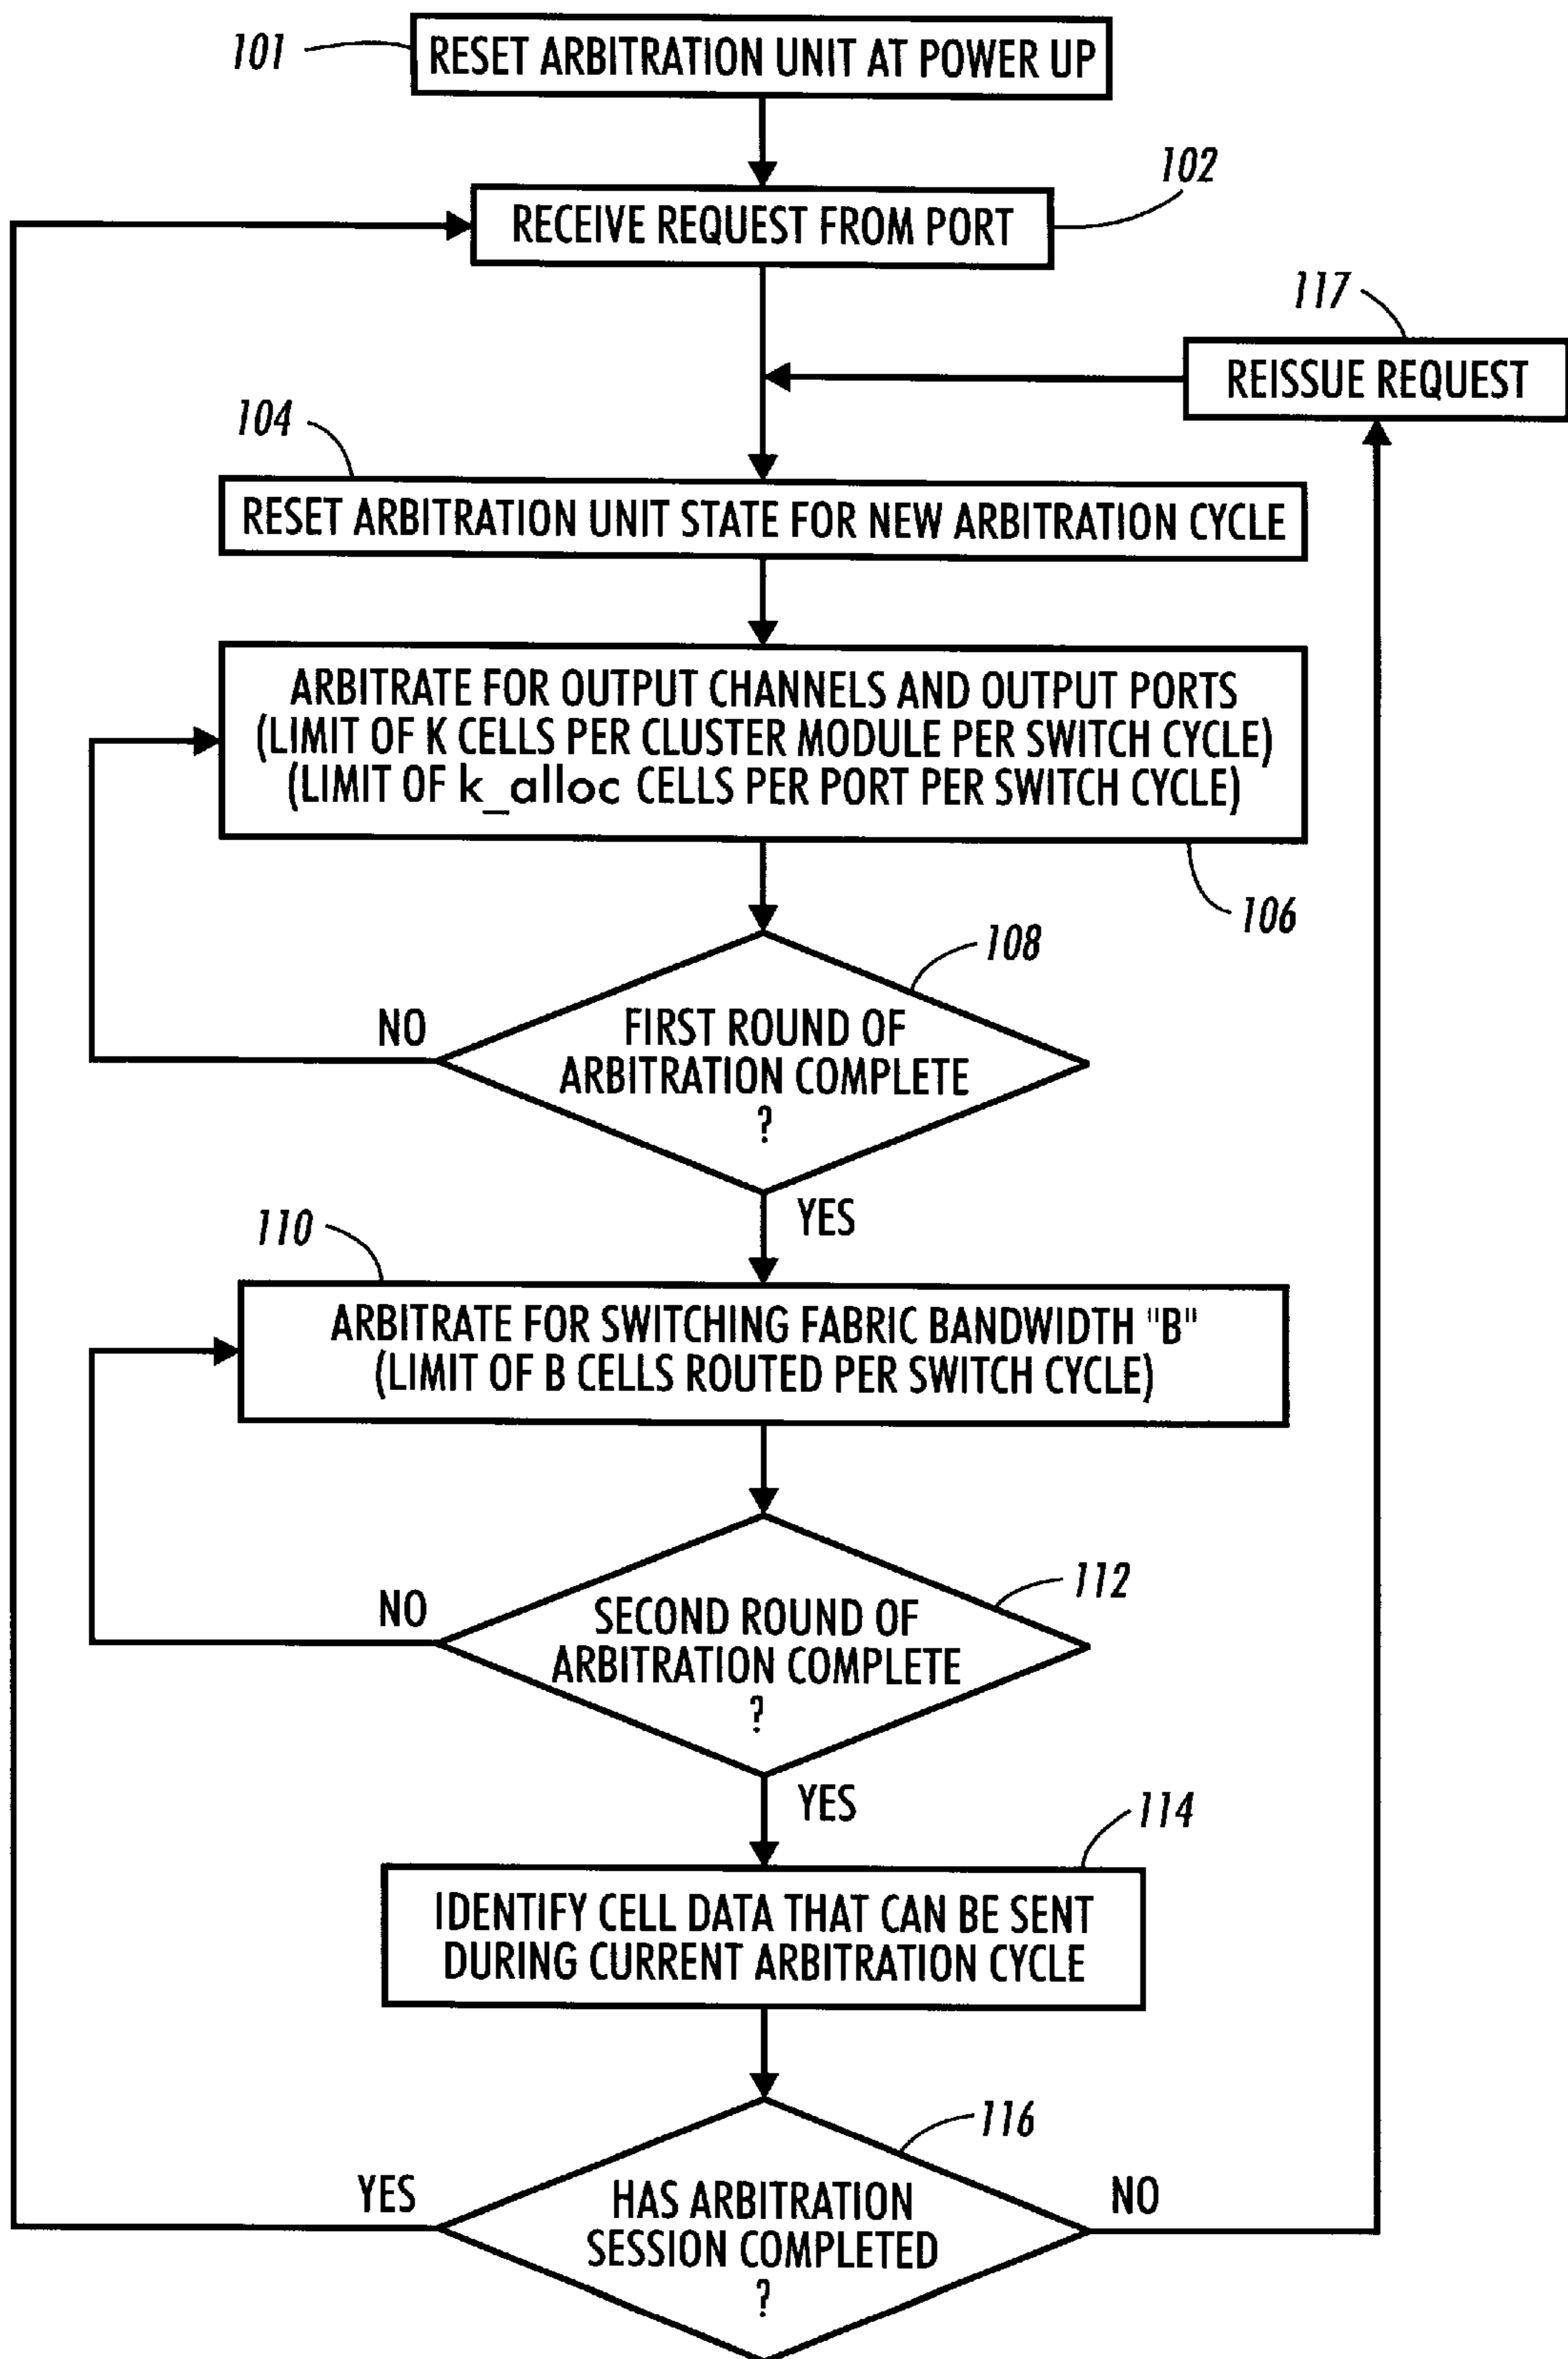 101
RESET ARBITRATION UNIT AT POWER UP
102
RECEIVE REQUEST FROM PORT
117
REISSUE REQUEST
104
RESET ARBITRATION UNIT STATE FOR NEW ARBITRATION CYCLE
ARBITRATE FOR OUTPUT CHANNELS AND OUTPUT PORTS
(LIMIT OF K CELLS PER CLUSTER MODULE PER SWITCH CYCLE)
(LIMIT OF k_alloc CELLS PER PORT PER SWITCH CYCLE)
106
108
NO
FIRST ROUND OF
ARBITRATION COMPLETE
?
YES
110
ARBITRATE FOR SWITCHING FABRIC BANDWIDTH "B"
(LIMIT OF B CELLS ROUTED PER SWITCH CYCLE)
112
NO
SECOND ROUND OF
ARBITRATION COMPLETE
?
YES
114
IDENTIFY CELL DATA THAT CAN BE SENT
DURING CURRENT ARBITRATION CYCLE
116
YES
HAS ARBITRATION
SESSION COMPLETED
?
NO